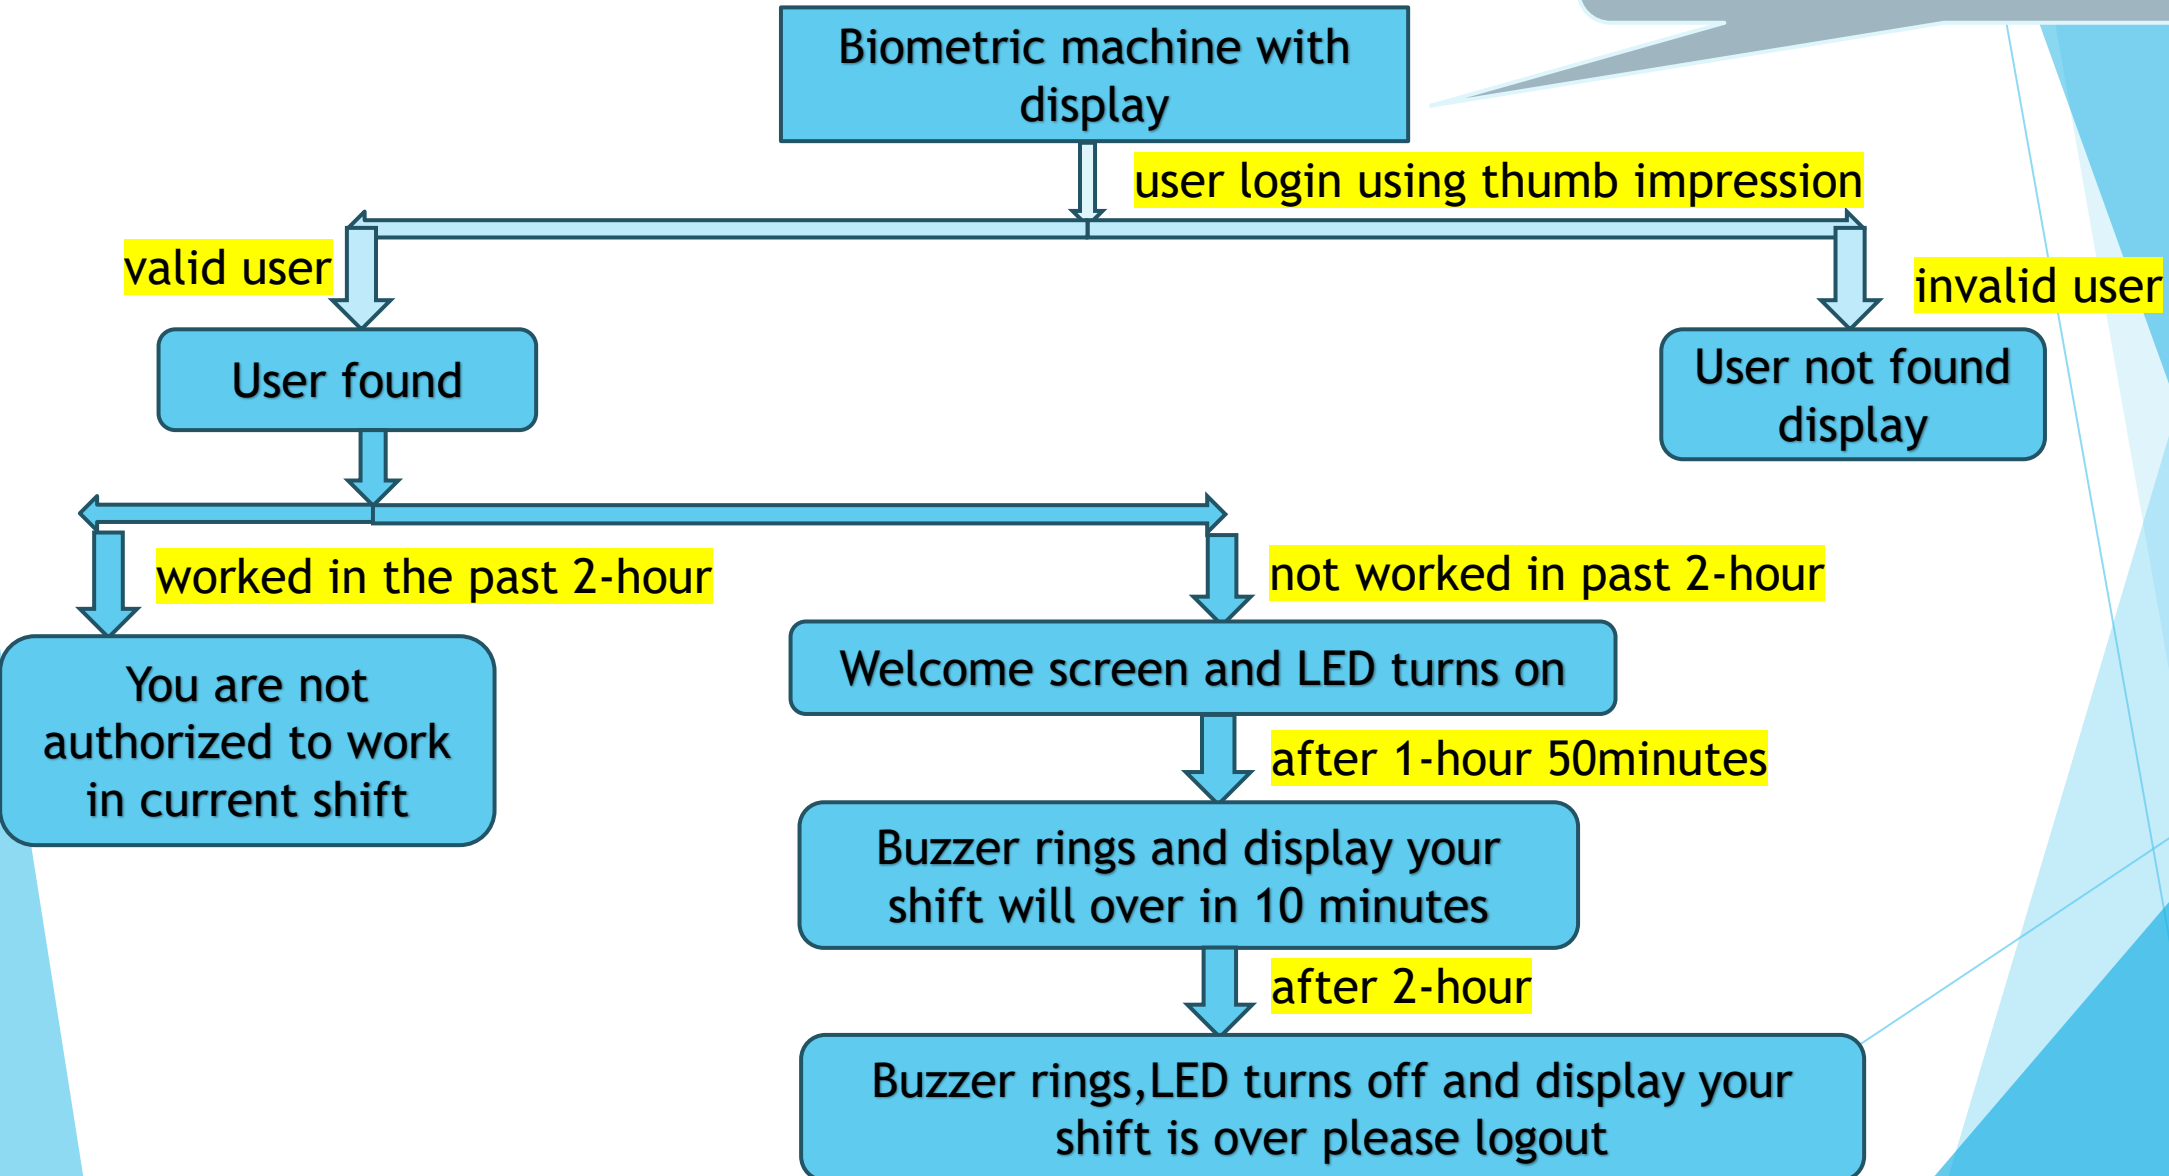 Biometric machine with
display
user login using thumb impression
valid user
invalid user
User found
User not found
display
worked in the past 2-hour
not worked in past 2-hour
You are not
authorized to work
in current shift
Welcome screen and LED turns on
after 1-hour 50minutes
Buzzer rings and display your
shift will over in 10 minutes
after 2-hour
Buzzer rings,LED turns off and display your
shift is over please logout